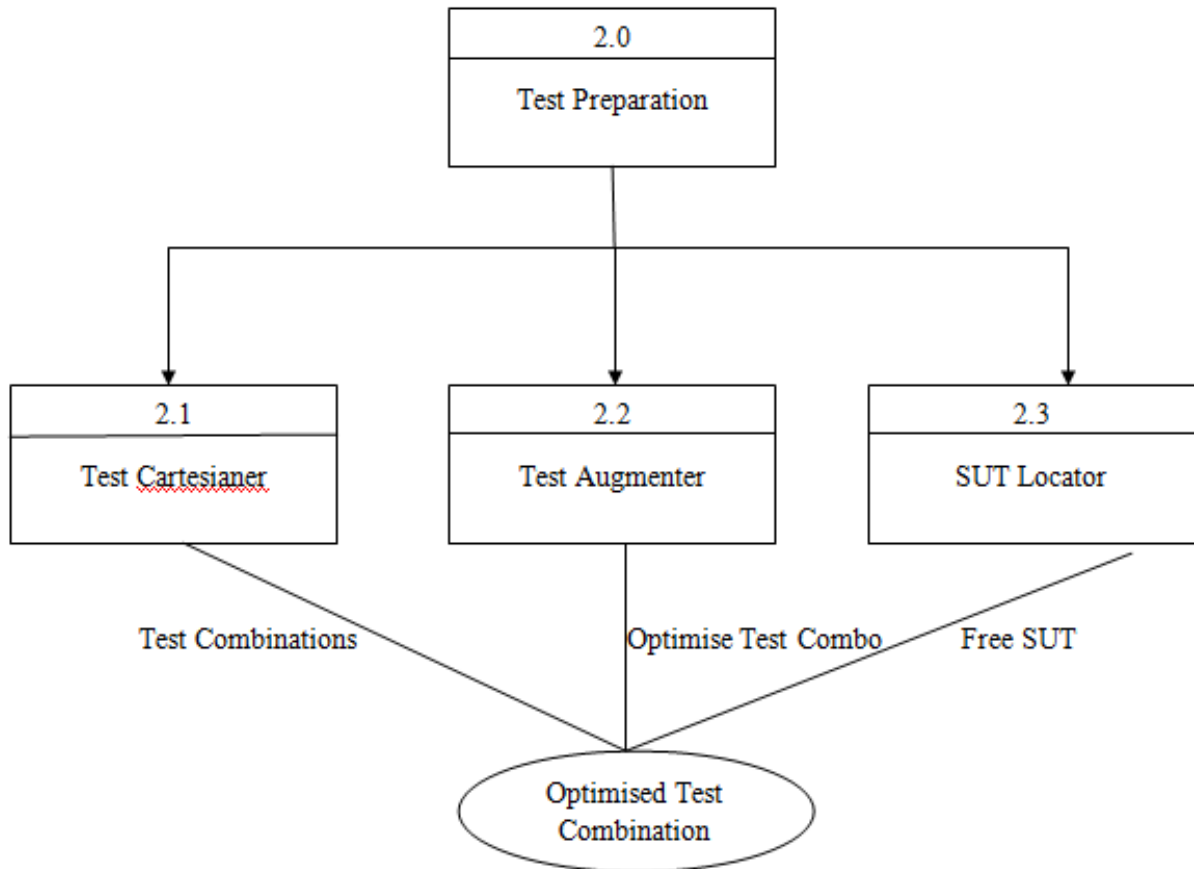 2.0
Test Preparation
2.1
2.2
2.3
Test Cartesianer
Test Augmenter
SUT Locator
Test Combinations
Optimise Test Combo
Free SUT
Optimised Test
Combination